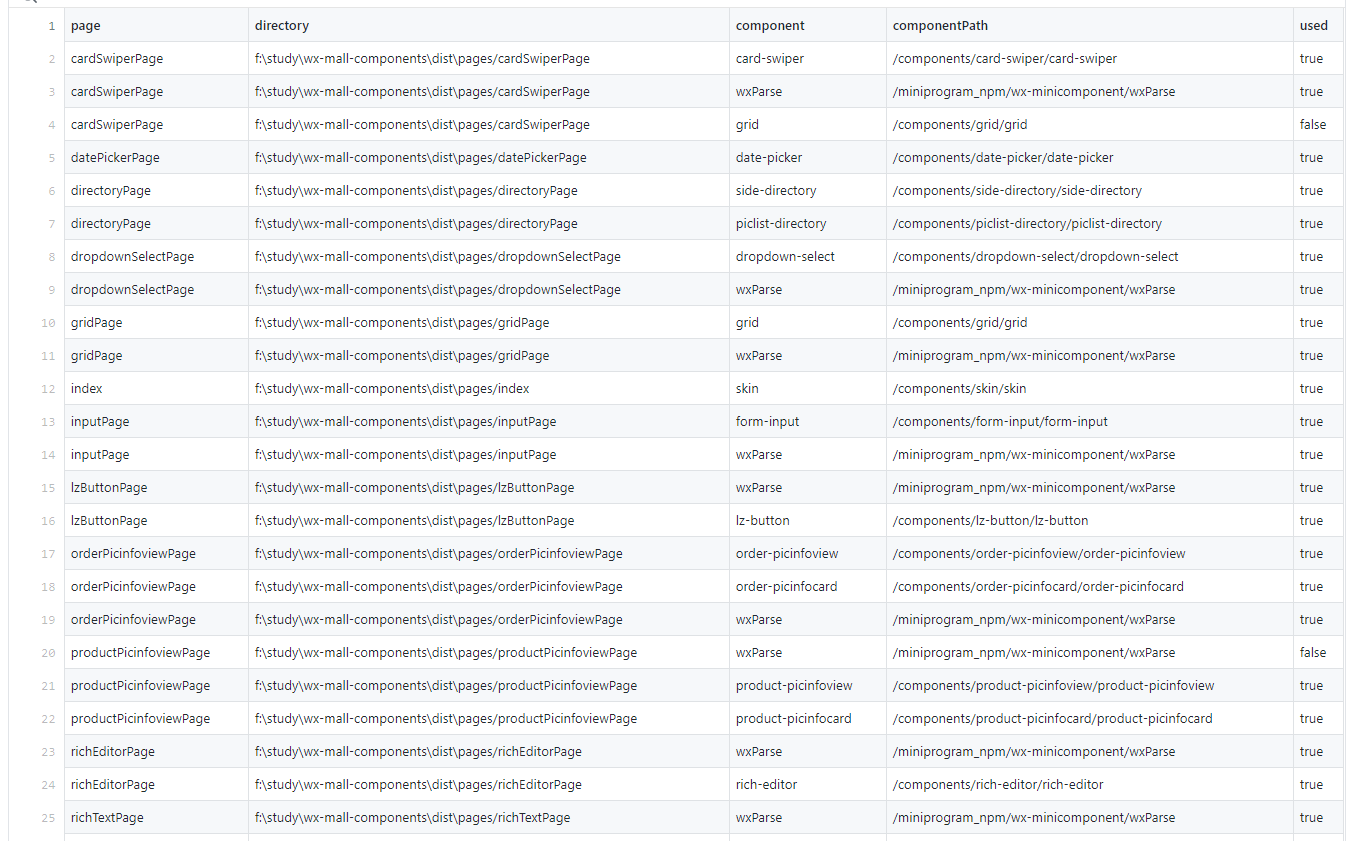 1 page directory component componentPath used
2 cardSwiperPage f:\study\wx-mall-components\dist\pages/cardSwiperPage card-swiper /components/card-swiper/card-swiper true
3 cardSwiperPage f:\study\wx-mall-components\dist\pages/cardSwiperPage wxParse /miniprogram_npm/wx-minicomponent/wxParse true
4 cardSwiperPage f:\study\wx-mall-components\dist\pages/cardSwiperPage grid /components/grid/grid false
5 datePickerPage f:\study\wx-mall-components\dist\pages/datePickerPage date-picker /components/date-picker/date-picker true
6 directoryPage f:\study\wx-mall-components\dist\pages/directoryPage side-directory /components/side-directory/side-directory true
7 directoryPage f:\study\wx-mall-components\dist\pages/directoryPage piclist-directory /components/piclist-directory/piclist-directory true
8 dropdownSelectPage f:\study\wx-mall-components\dist\pages/dropdownSelectPage dropdown-select /components/dropdown-select/dropdown-select true
9 dropdownSelectPage f:\study\wx-mall-components\dist\pages/dropdownSelectPage wxParse /miniprogram_npm/wx-minicomponent/wxParse true
10 gridPage f:\study\wx-mall-components\dist\pages/gridPage grid /components/grid/grid true
11 gridPage f:\study\wx-mall-components\dist\pages/gridPage wxParse /miniprogram_npm/wx-minicomponent/wxParse true
12 index f:\study\wx-mall-components\dist\pages/index skin /components/skin/skin true
13 inputPage f:\study\wx-mall-components\dist\pages/inputPage form-input /components/form-input/form-input true
14 inputPage f:\study\wx-mall-components\dist\pages/inputPage wxParse /miniprogram_npm/wx-minicomponent/wxParse true
15 lzButtonPage f:\study\wx-mall-components\dist\pages/lzButtonPage wxParse /miniprogram_npm/wx-minicomponent/wxParse true
16 lzButtonPage f:\study\wx-mall-components\dist\pages/lzButtonPage lz-button /components/lz-button/lz-button true
17 orderPicinfoviewPage f:\study\wx-mall-components\dist\pages/orderPicinfoviewPage order-picinfoview /components/order-picinfoview/order-picinfoview true
18 orderPicinfoviewPage f:\study\wx-mall-components\dist\pages/orderPicinfoviewPage order-picinfocard /components/order-picinfocard/order-picinfocard true
19 orderPicinfoviewPage f:\study\wx-mall-components\dist\pages/orderPicinfoviewPage wxParse /miniprogram_npm/wx-minicomponent/wxParse true
20 productPicinfoviewPage f:\study\wx-mall-components\dist\pages/productPicinfoviewPage wxParse /miniprogram_npm/wx-minicomponent/wxParse false
21 productPicinfoviewPage f:\study\wx-mall-components\dist\pages/productPicinfoviewPage product-picinfoview /components/product-picinfoview/product-picinfoview true
22 productPicinfoviewPage f:\study\wx-mall-components\dist\pages/productPicinfoviewPage product-picinfocard /components/product-picinfocard/product-picinfocard true
23 richEditorPage f:\study\wx-mall-components\dist\pages/richEditorPage wxParse /miniprogram_npm/wx-minicomponent/wxParse true
24 richEditorPage f:\study\wx-mall-components\dist\pages/richEditorPage rich-editor /components/rich-editor/rich-editor true
25 richTextPage f:\study\wx-mall-components\dist\pages/richTextPage wxParse /miniprogram_npm/wx-minicomponent/wxParse true